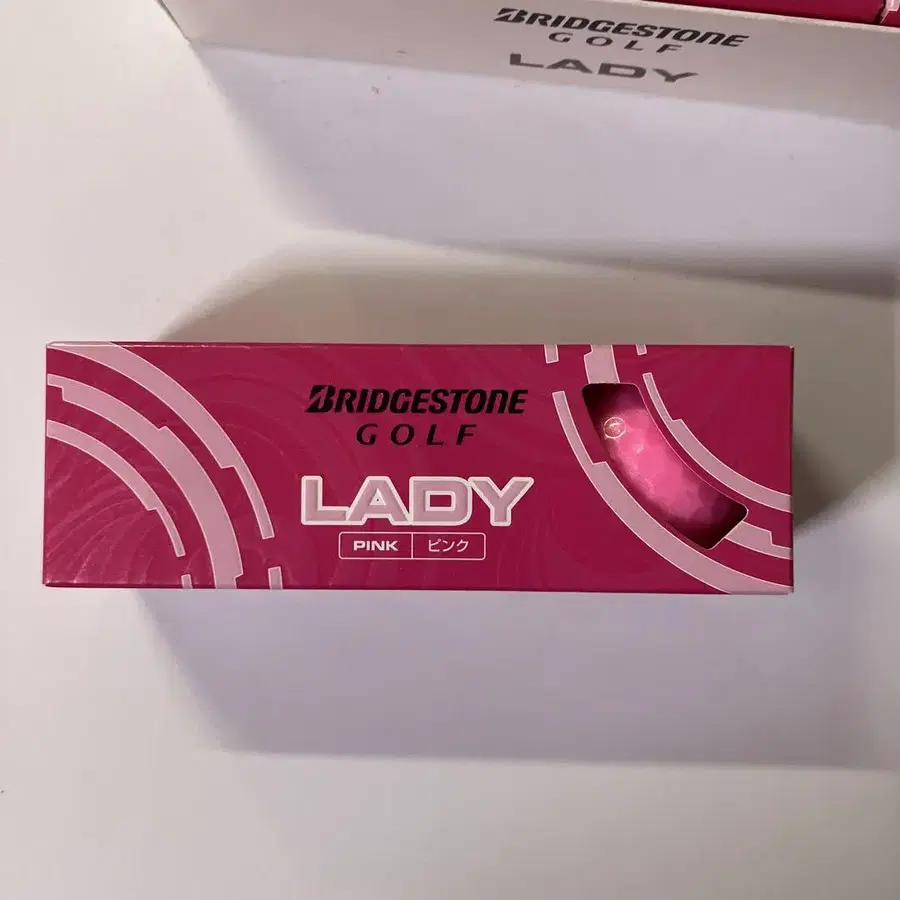 BRIDGESTONE
GOLF
LADY
BRIDGESTONE
GOLF
LADY
PINK ピンク